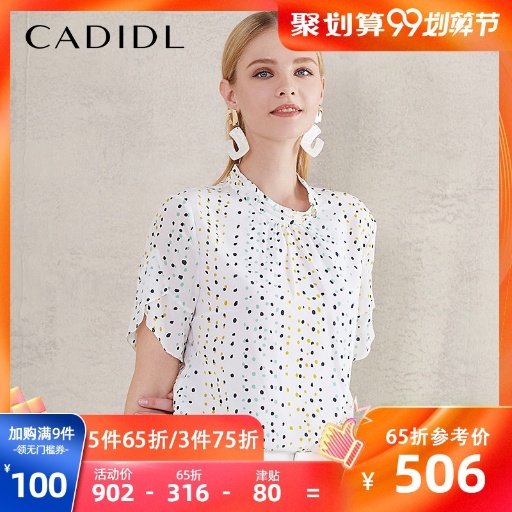 CADIDL
聚划算 99划算节
5件65折/3件75折
加购满9件
-领无门槛券-
¥100
活动价 65折 津贴
902 - 316 - 80 =
65折参考价
¥ 506